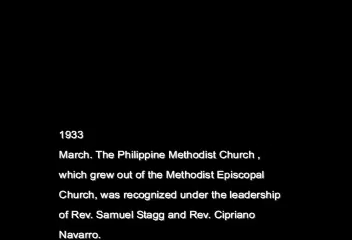 1933
March. The Philippine Methodist Church ,
which grew out of the Methodist Episcopal
Church, was recognized under the leadership
of Rev. Samuel Stagg and Rev. Cipriano
Navarro.